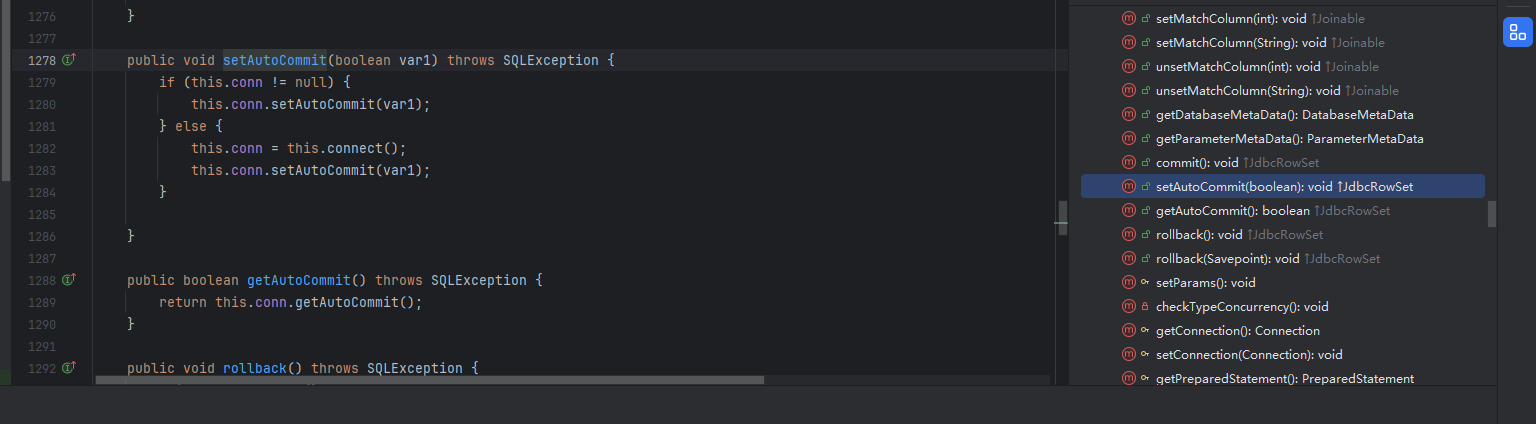 1276 }
1277
1278 public void setAutoCommit(boolean var1) throws SQLException {
1279 if (this.conn != null) {
1280 this.conn.setAutoCommit(var1);
1281 } else {
1282 this.conn = this.connect();
1283 this.conn.setAutoCommit(var1);
1284 }
1285
1286 }
1287
1288 public boolean getAutoCommit() throws SQLException {
1289 return this.conn.getAutoCommit();
1290 }
1291
1292 public void rollback() throws SQLException {
setMatchColumn(int): void ↑Joinable
setMatchColumn(String): void ↑Joinable
unsetMatchColumn(int): void ↑Joinable
unsetMatchColumn(String): void ↑Joinable
getDatabaseMetaData(): DatabaseMetaData
getParameterMetaData(): ParameterMetaData
commit(): void ↑JdbcRowSet
setAutoCommit(boolean): void ↑JdbcRowSet
getAutoCommit(): boolean ↑JdbcRowSet
rollback(): void ↑JdbcRowSet
rollback(Savepoint): void ↑JdbcRowSet
setParams(): void
checkTypeConcurrency(): void
getConnection(): Connection
setConnection(Connection): void
getPreparedStatement(): PreparedStatement